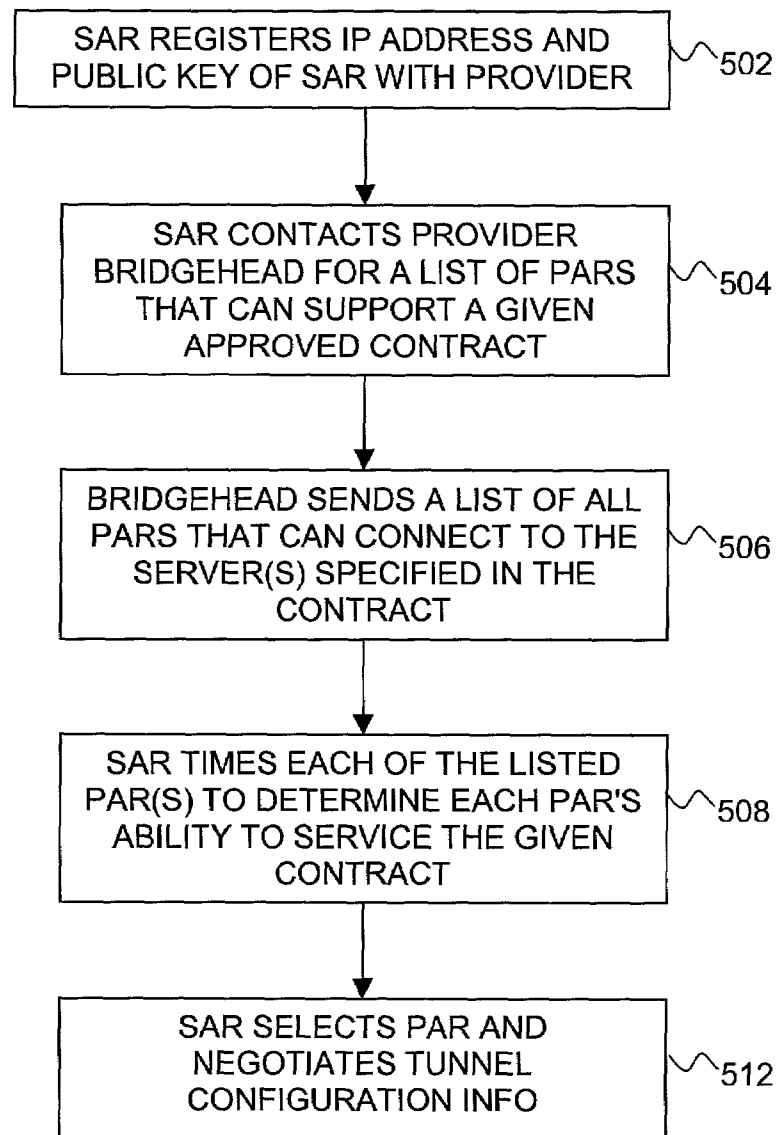 SAR REGISTERS IP ADDRESS AND
PUBLIC KEY OF SAR WITH PROVIDER
502
SAR CONTACTS PROVIDER
BRIDGEHEAD FOR A LIST OF PARS
THAT CAN SUPPORT A GIVEN
APPROVED CONTRACT
504
BRIDGEHEAD SENDS A LIST OF ALL
PARS THAT CAN CONNECT TO THE
SERVER(S) SPECIFIED IN THE
CONTRACT
506
SAR TIMES EACH OF THE LISTED
PAR(S) TO DETERMINE EACH PAR'S
ABILITY TO SERVICE THE GIVEN
CONTRACT
508
SAR SELECTS PAR AND
NEGOTIATES TUNNEL
CONFIGURATION INFO
512